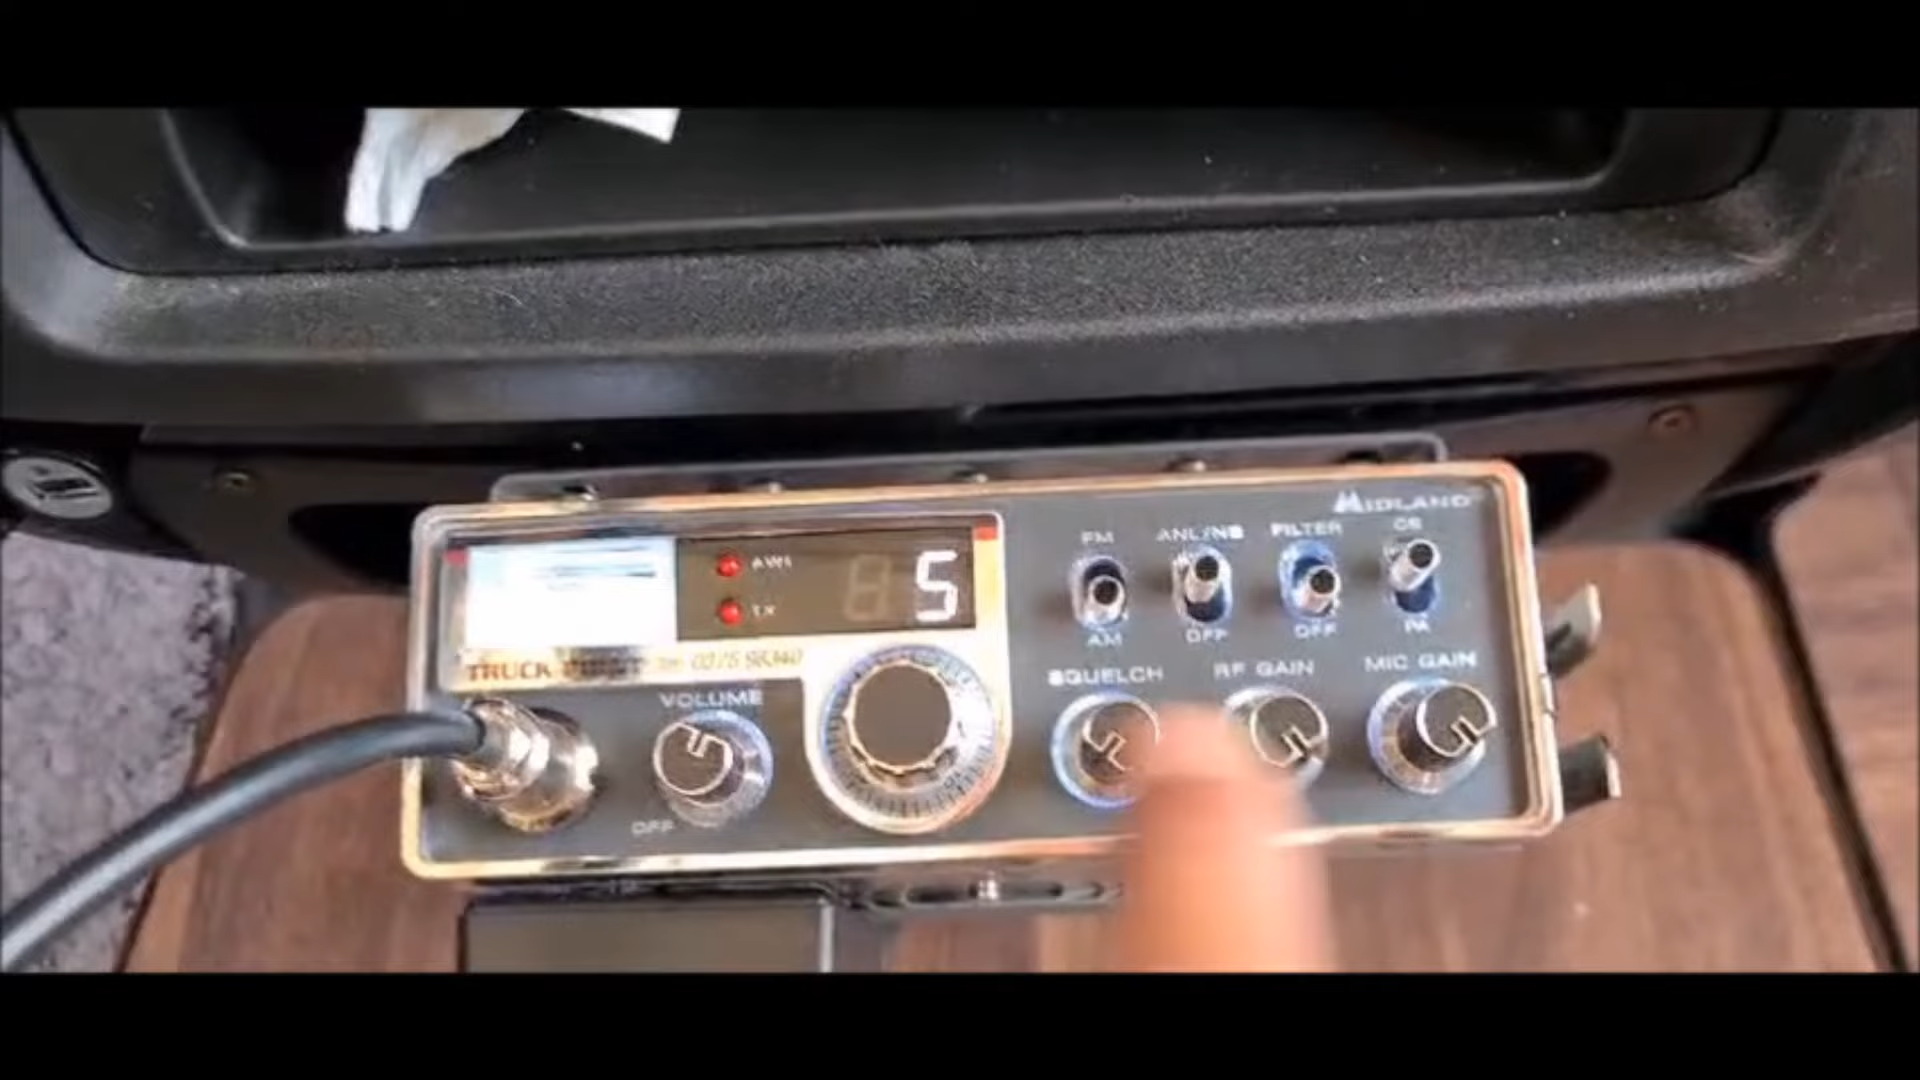 MIDLAND
FM
ANL/NB
FILTER
CB
AWI
TX
5
AM
OFF
OFF
PA
TRUCK
VOLUME
SQUELCH
RF GAIN
MIC GAIN
OFF